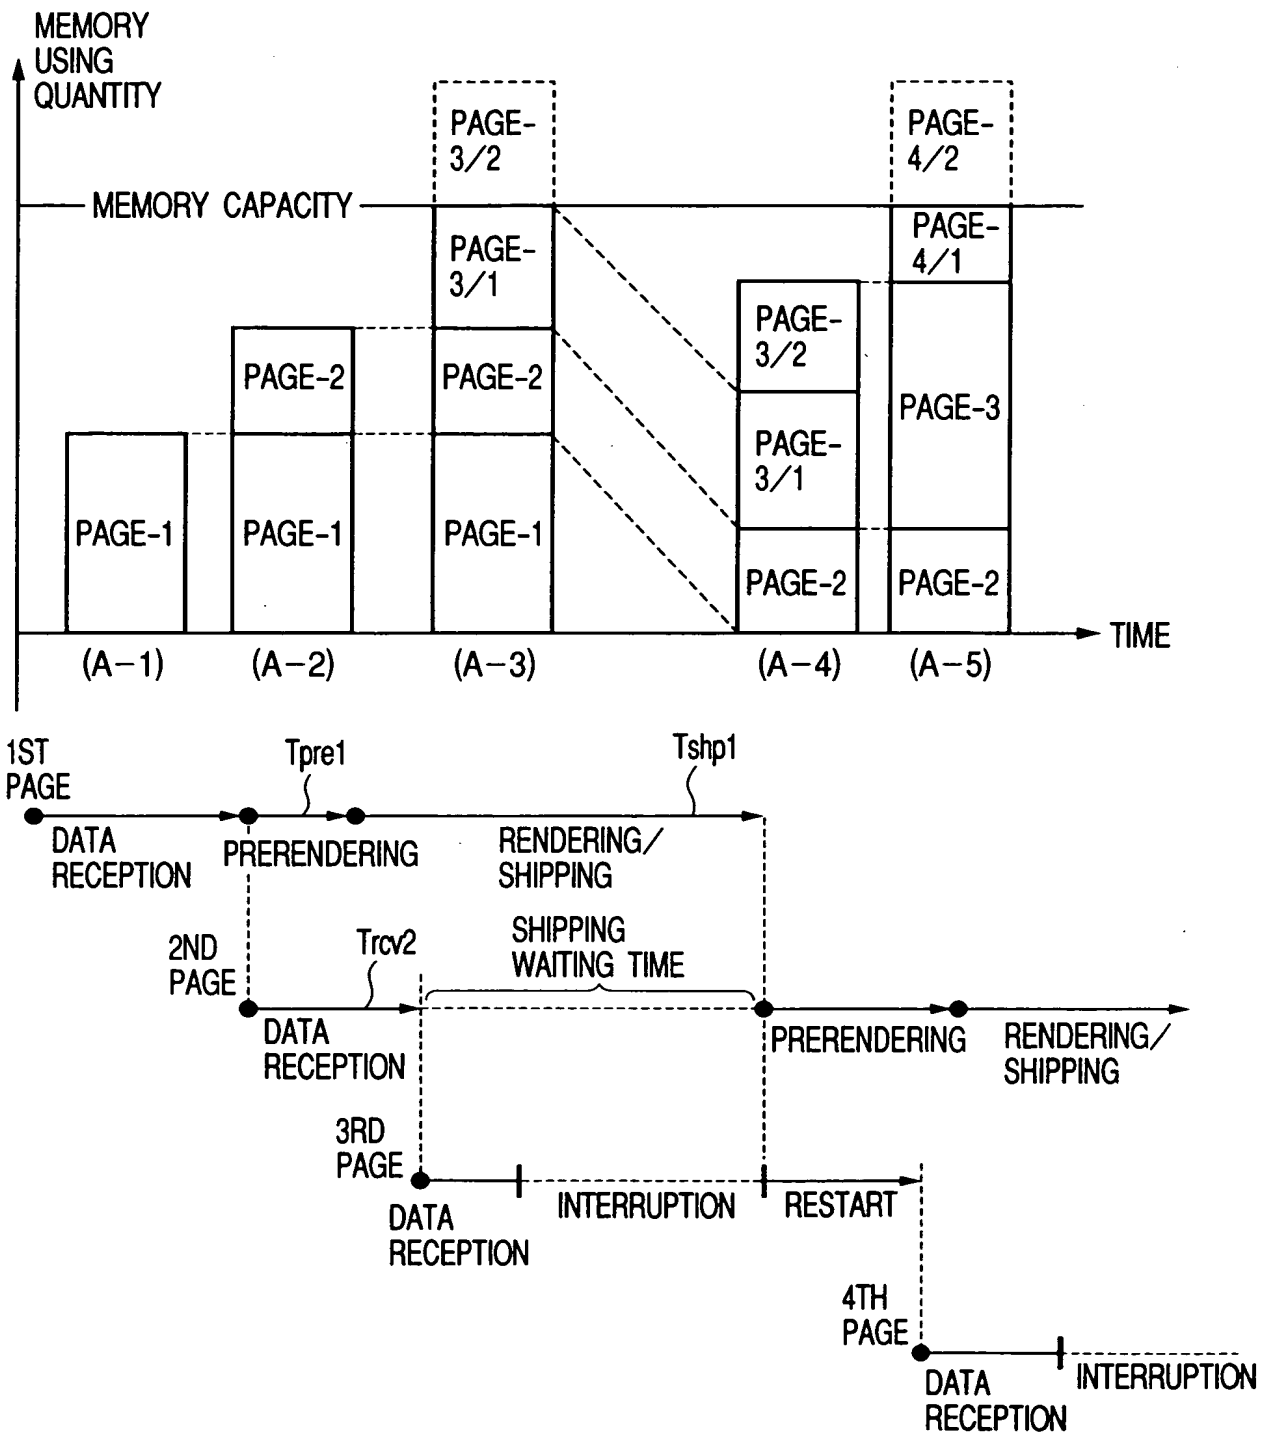 MEMORY
USING
QUANTITY
PAGE-
3/2
PAGE-
4/2
MEMORY CAPACITY
PAGE-
3/1
PAGE-
4/1
PAGE-
3/2
PAGE-2
PAGE-2
PAGE-3
PAGE-
3/1
PAGE-1
PAGE-1
PAGE-1
PAGE-2
PAGE-2
TIME
(A-1)
(A-2)
(A-3)
(A-4)
(A-5)
1ST
PAGE
Tpre1
Tshp1
DATA
RECEPTION
PRERENDERING
RENDERING/
SHIPPING
2ND
PAGE
Trcv2
SHIPPING
WAITING TIME
DATA
RECEPTION
PRERENDERING
RENDERING/
SHIPPING
3RD
PAGE
DATA
RECEPTION
INTERRUPTION
RESTART
4TH
PAGE
DATA
RECEPTION
INTERRUPTION